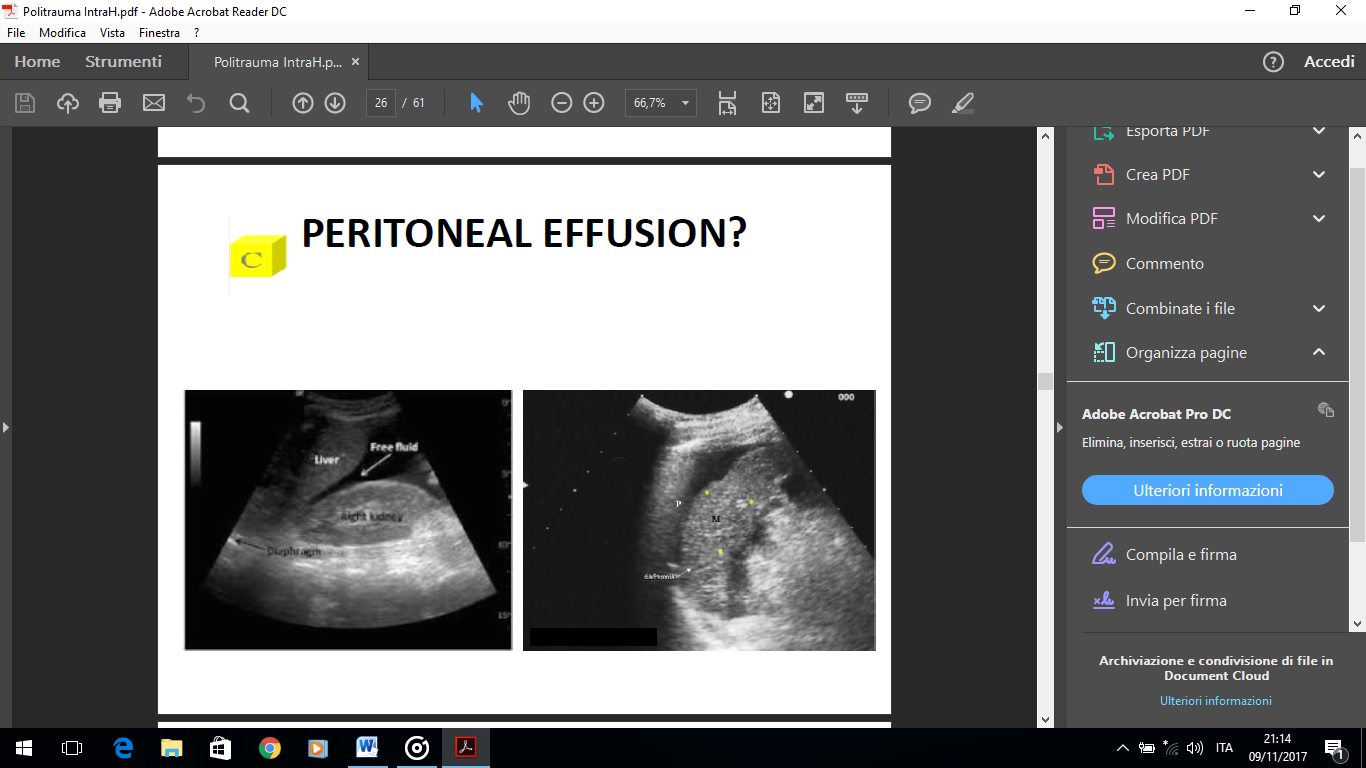 Politrauma IntraH.pdf - Adobe Acrobat Reader DC
File Modifica Vista Finestra ?
Home Strumenti Politrauma IntraH.p... × ? Accedi
26 / 61 66,7%
Esporta PDF
Crea PDF
Modifica PDF
Commento
Combinate i file
Organizza pagine
Adobe Acrobat Pro DC
Elimina, inserisci, estrai o ruota pagine
Ulteriori informazioni
Compila e firma
Invia per firma
Archiviazione e condivisione di file in
Document Cloud
Ulteriori informazioni
C PERITONEAL EFFUSION?
Free fluid
Liver
Right kidney
Diaphragm
000
P
M
ITA
21:14
09/11/2017
1